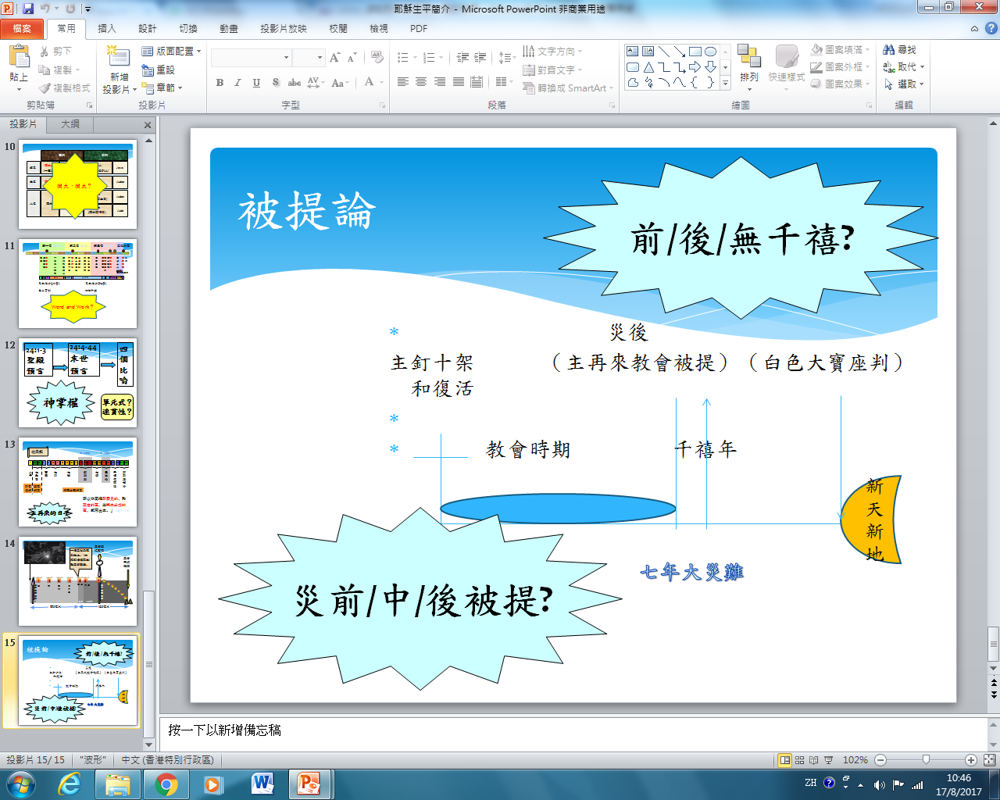 耶穌生平簡介 - Microsoft PowerPoint 非商業用途
檔案 常用 插入 設計 切換 動畫 投影片放映 校閱 檢視 PDF
貼上
剪下
複製
複製格式
剪貼簿
新增
投影片
版面配置
重設
章節
投影片
B I U S abc AV Aa A
字型
文字方向
對齊文字
轉換成 SmartArt
段落
排列
快速樣式
圖案填滿
圖案外框
圖案效果
繪圖
尋找
取代
選取
編輯
投影片 大綱
10
11
Word and Work?
12
24:1-3
聖殿
預言
24:4-44
末世
預言
四
個
比
喻
神掌權
單元式?
連貫性?
13
主再來的日子
14
15
被提論
前/後/無千禧?
災前/中/後被提?
被提論
前/後/無千禧?
* 災後
主釘十架 (主再來教會被提) (白色大寶座判)
和復活
*
* 教會時期 千禧年
新
天
新
地
七年大災難
災前/中/後被提?
按一下以新增備忘稿
投影片 15/ 15 "波形" 中文 (香港特別行政區) 102%
ZH 10:46
17/8/2017